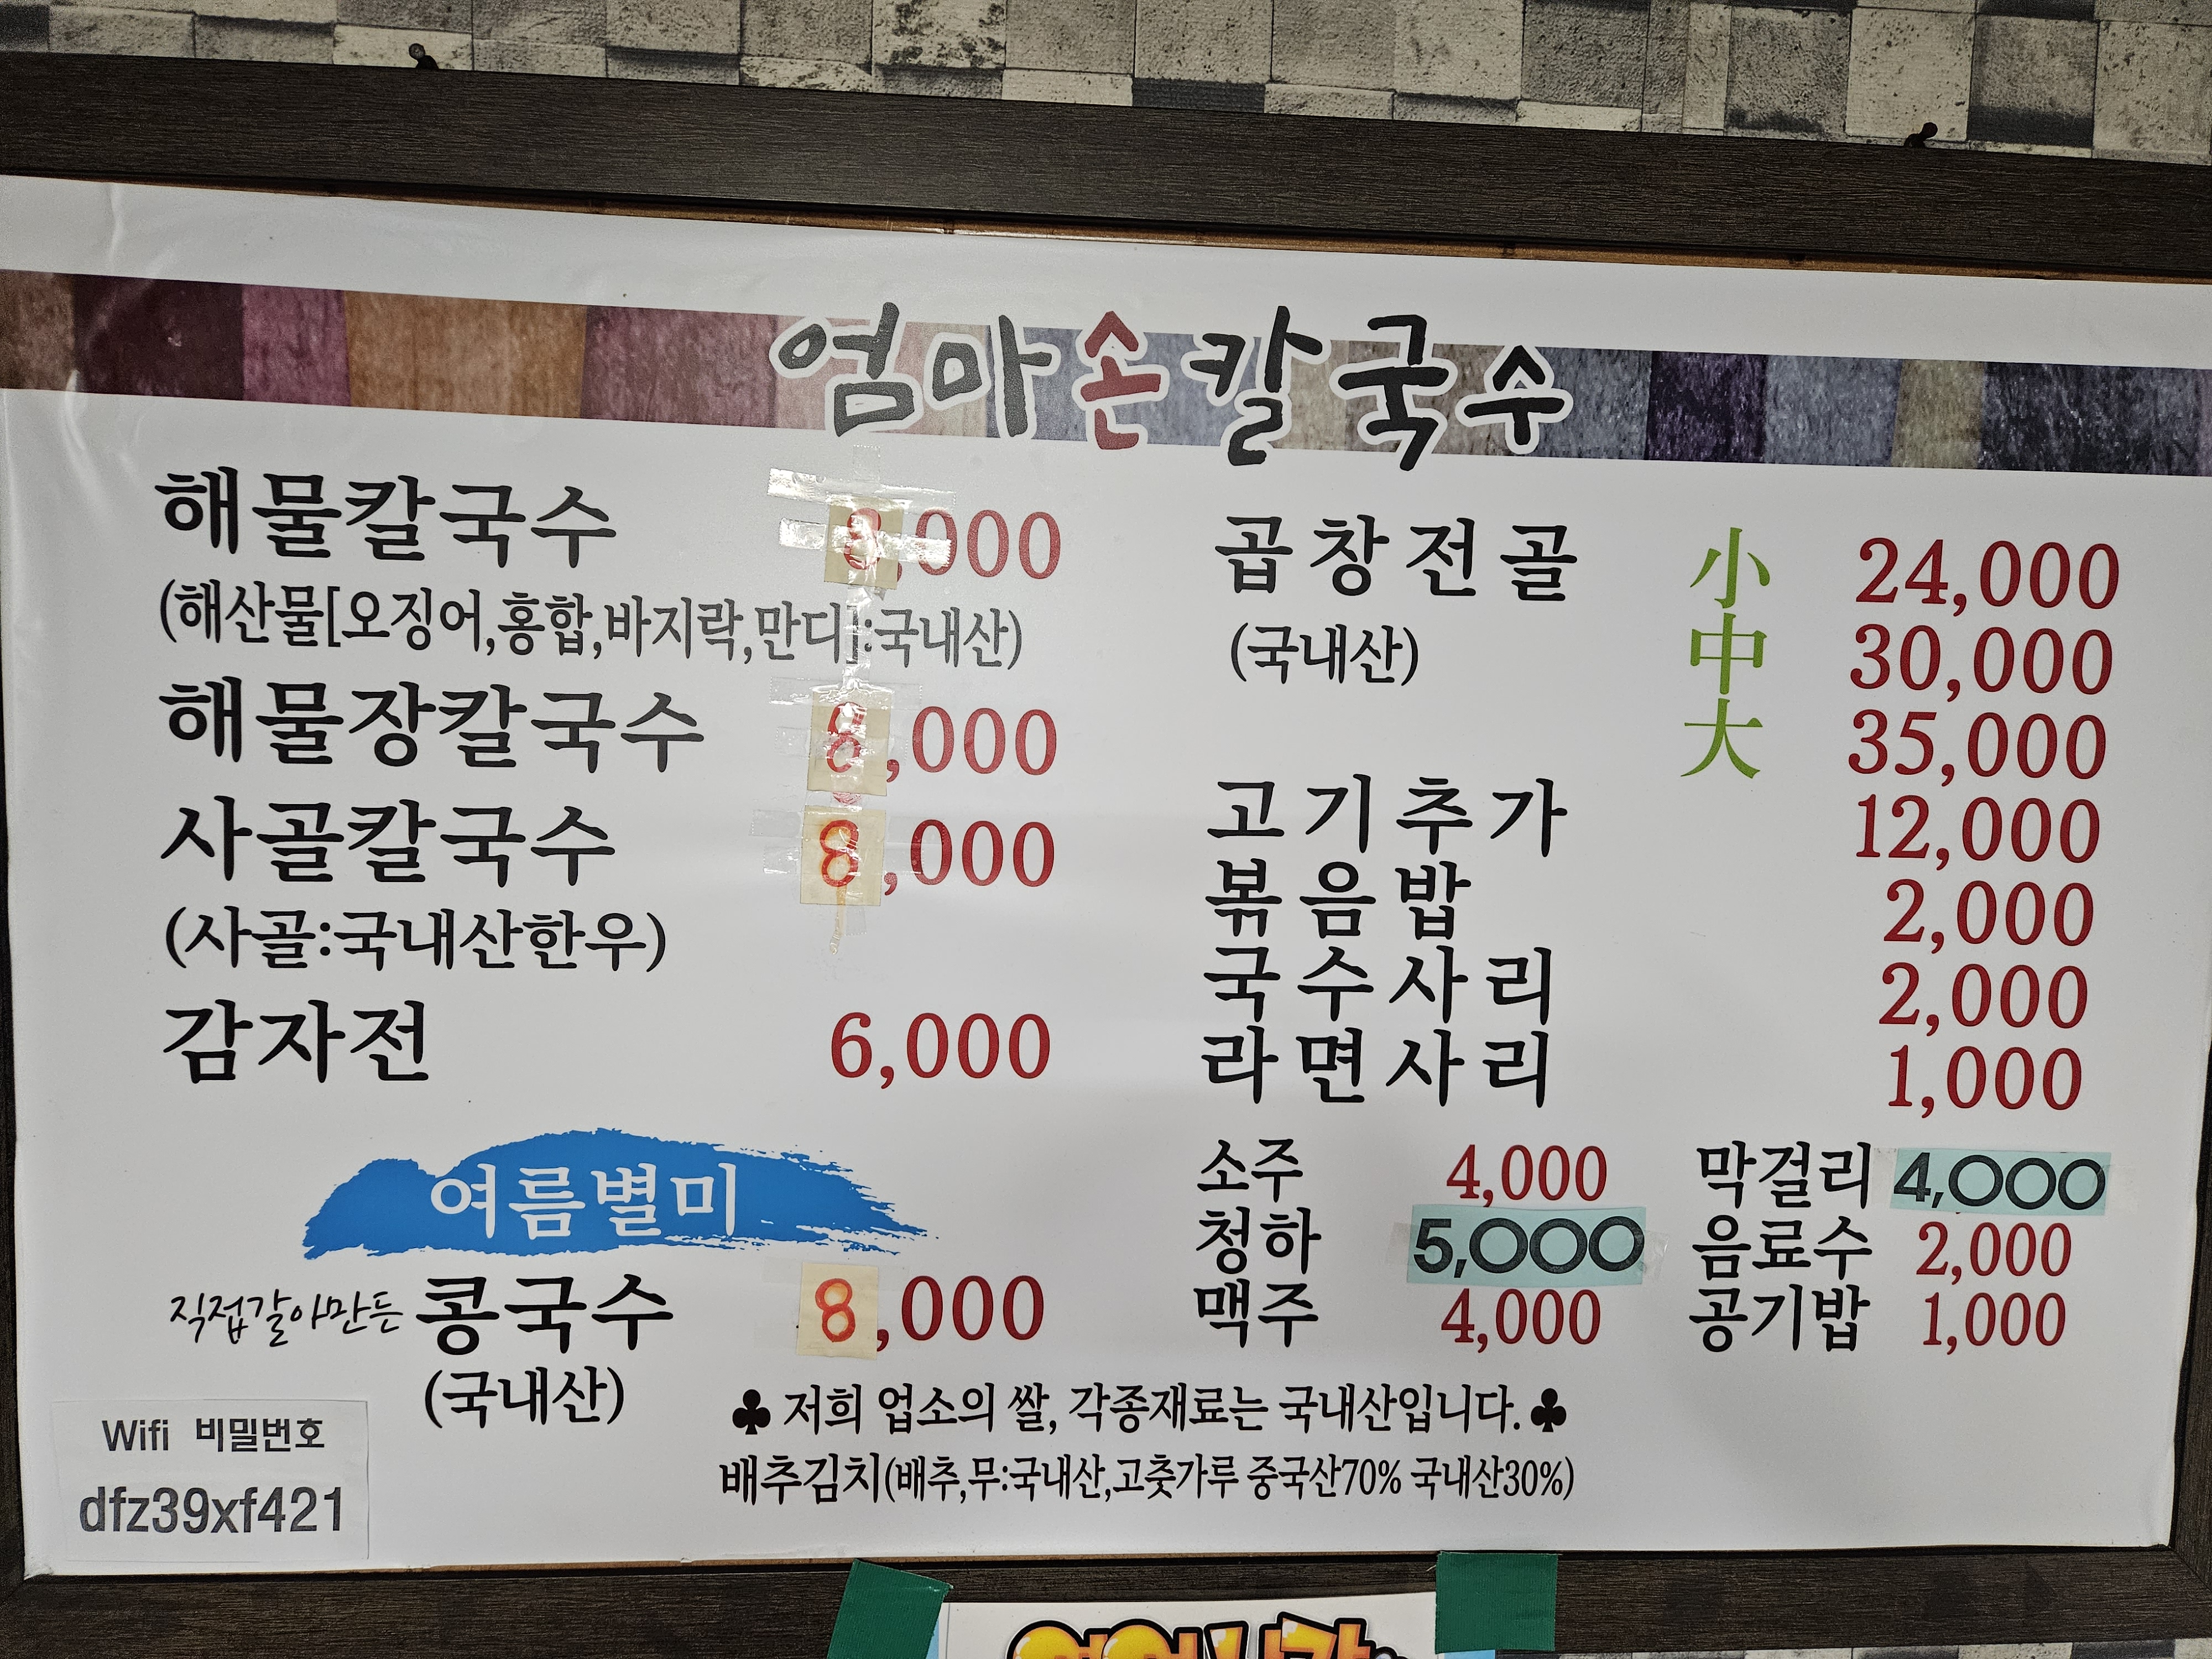 엄마손칼국수
해물칼국수 8,000
(해산물[오징어,홍합,바지락,만디]:국내산)
해물장칼국수 8,000
사골칼국수 8,000
(사골:국내산한우)
감자전 6,000
여름별미
직접갈아만든 콩국수 8,000
(국내산)
곱창전골 小 24,000
(국내산) 中 30,000
大 35,000
고기추가 12,000
볶음밥 2,000
국수사리 2,000
라면사리 1,000
소주 4,000 막걸리 4,000
청하 5,000 음료수 2,000
맥주 4,000 공기밥 1,000
♣ 저희 업소의 쌀, 각종재료는 국내산입니다. ♣
배추김치(배추,무:국내산,고춧가루 중국산70% 국내산30%)
Wifi 비밀번호
dfz39xf421